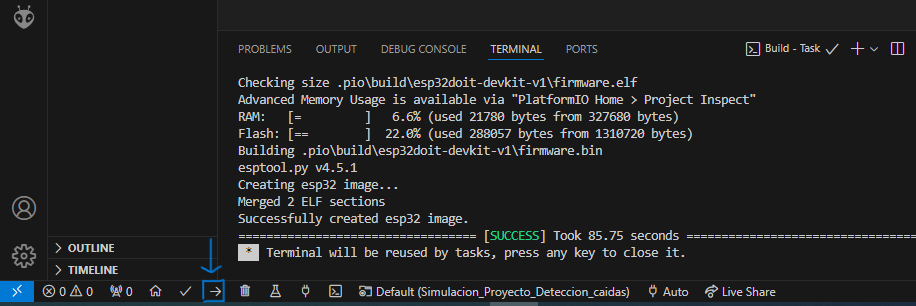 PROBLEMS OUTPUT DEBUG CONSOLE TERMINAL PORTS Build - Task
Checking size .pio\build\esp32doit-devkit-v1\firmware.elf
Advanced Memory Usage is available via "PlatformIO Home > Project Inspect"
RAM:   [=         ]   6.6% (used 21780 bytes from 327680 bytes)
Flash: [==        ]  22.0% (used 288057 bytes from 1310720 bytes)
Building .pio\build\esp32doit-devkit-v1\firmware.bin
esptool.py v4.5.1
Creating esp32 image...
Merged 2 ELF sections
Successfully created esp32 image.
================================== [SUCCESS] Took 85.75 seconds ==================================
* Terminal will be reused by tasks, press any key to close it.
OUTLINE
TIMELINE
0 0 0 Default (Simulacion_Proyecto_Deteccion_caidas) Auto Live Share